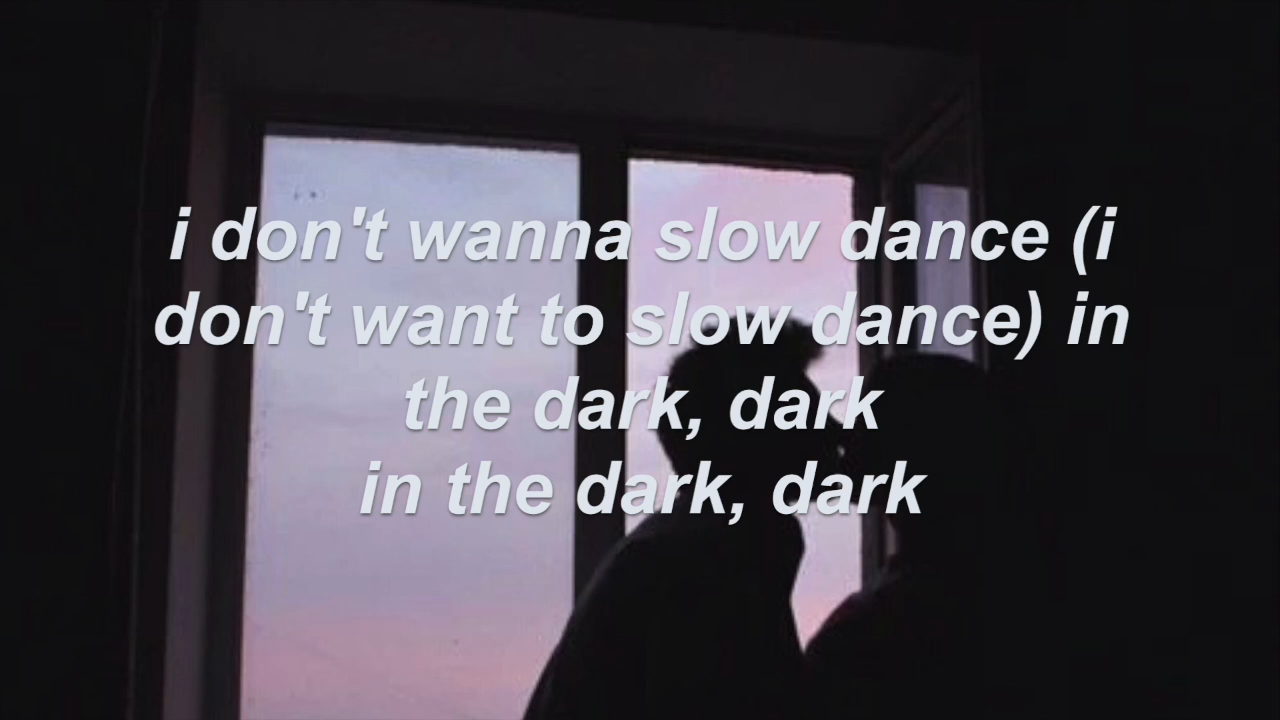 i don't wanna slow dance (i
don't want to slow dance) in
the dark, dark
in the dark, dark